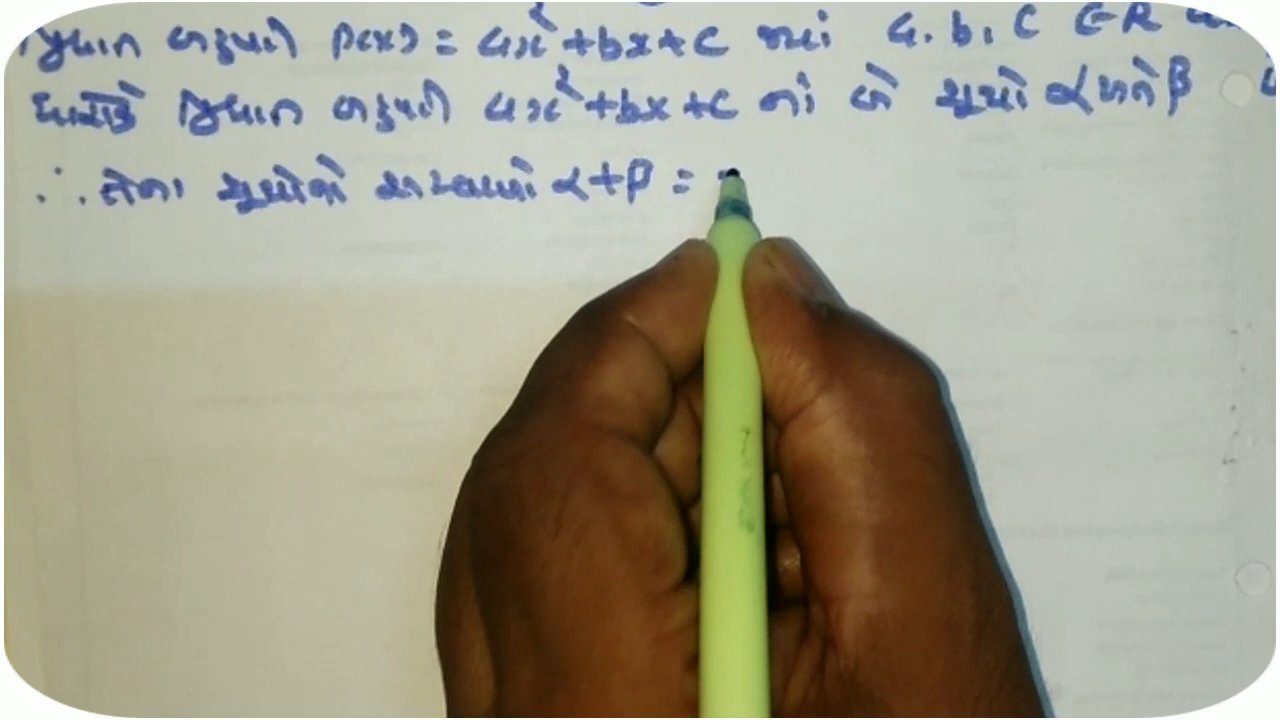 દ્વિઘાત બહુપદી P(x) = ax² + bx + c જ્યાં a, b, c ∈ R
ધારોકે દ્વિઘાત બહુપદી ax² + bx + c નાં બે શૂન્યો α અને β
∴ તેના શૂન્યોનો સરવાળો α + β =